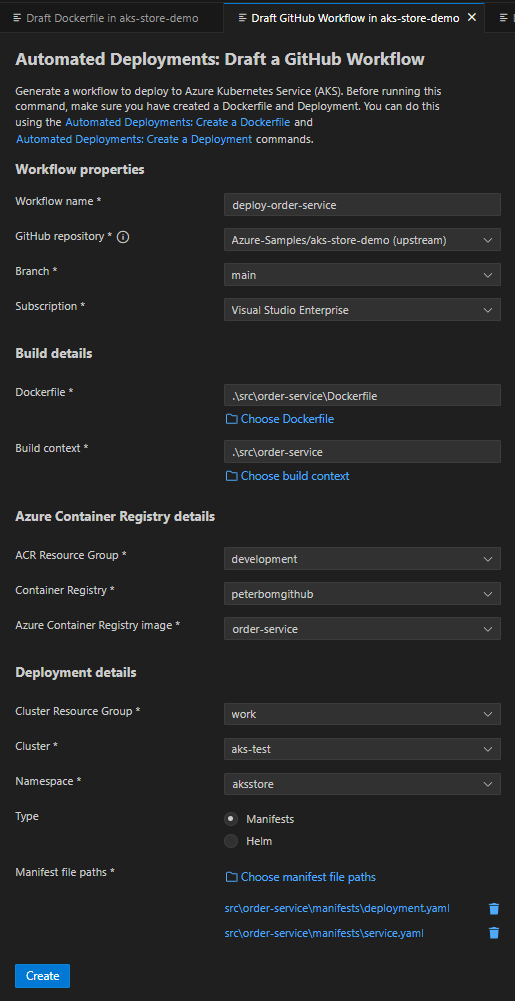 Draft Dockerfile in aks-store-demo
Draft GitHub Workflow in aks-store-demo
Automated Deployments: Draft a GitHub Workflow
Generate a workflow to deploy to Azure Kubernetes Service (AKS). Before running this
command, make sure you have created a Dockerfile and Deployment. You can do this
using the Automated Deployments: Create a Dockerfile and
Automated Deployments: Create a Deployment commands.
Workflow properties
Workflow name * deploy-order-service
GitHub repository * Azure-Samples/aks-store-demo (upstream)
Branch * main
Subscription * Visual Studio Enterprise
Build details
Dockerfile * .\src\order-service\Dockerfile
Choose Dockerfile
Build context * .\src\order-service
Choose build context
Azure Container Registry details
ACR Resource Group * development
Container Registry * peterbomgithub
Azure Container Registry image * order-service
Deployment details
Cluster Resource Group * work
Cluster * aks-test
Namespace * aksstore
Type Manifests
Helm
Manifest file paths * Choose manifest file paths
src\order-service\manifests\deployment.yaml
src\order-service\manifests\service.yaml
Create